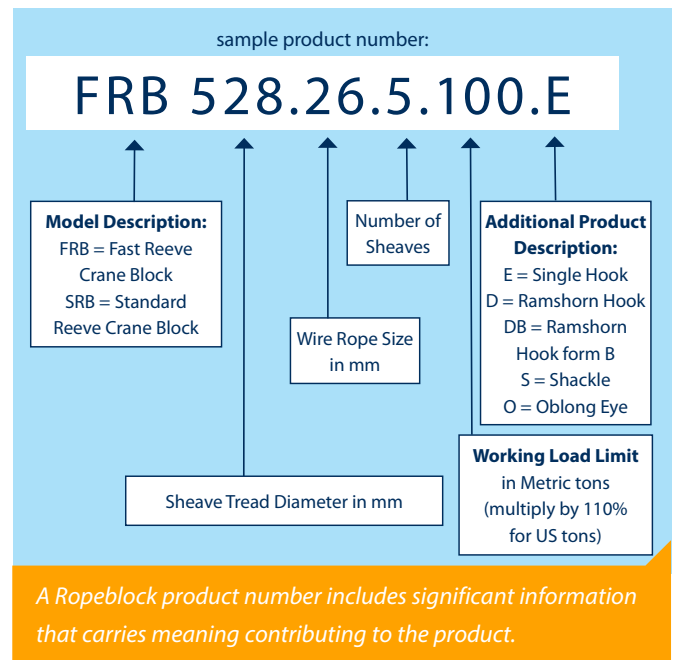 sample product number:
FRB 528.26.5.100.E
Model Description:
FRB = Fast Reeve
Crane Block
SRB = Standard
Reeve Crane Block
Sheave Tread Diameter in mm
Wire Rope Size
in mm
Number of
Sheaves
Working Load Limit
in Metric tons
(multiply by 110%
for US tons)
Additional Product
Description:
E = Single Hook
D = Ramshorn Hook
DB = Ramshorn
Hook form B
S = Shackle
O = Oblong Eye
A Ropeblock product number includes significant information
that carries meaning contributing to the product.